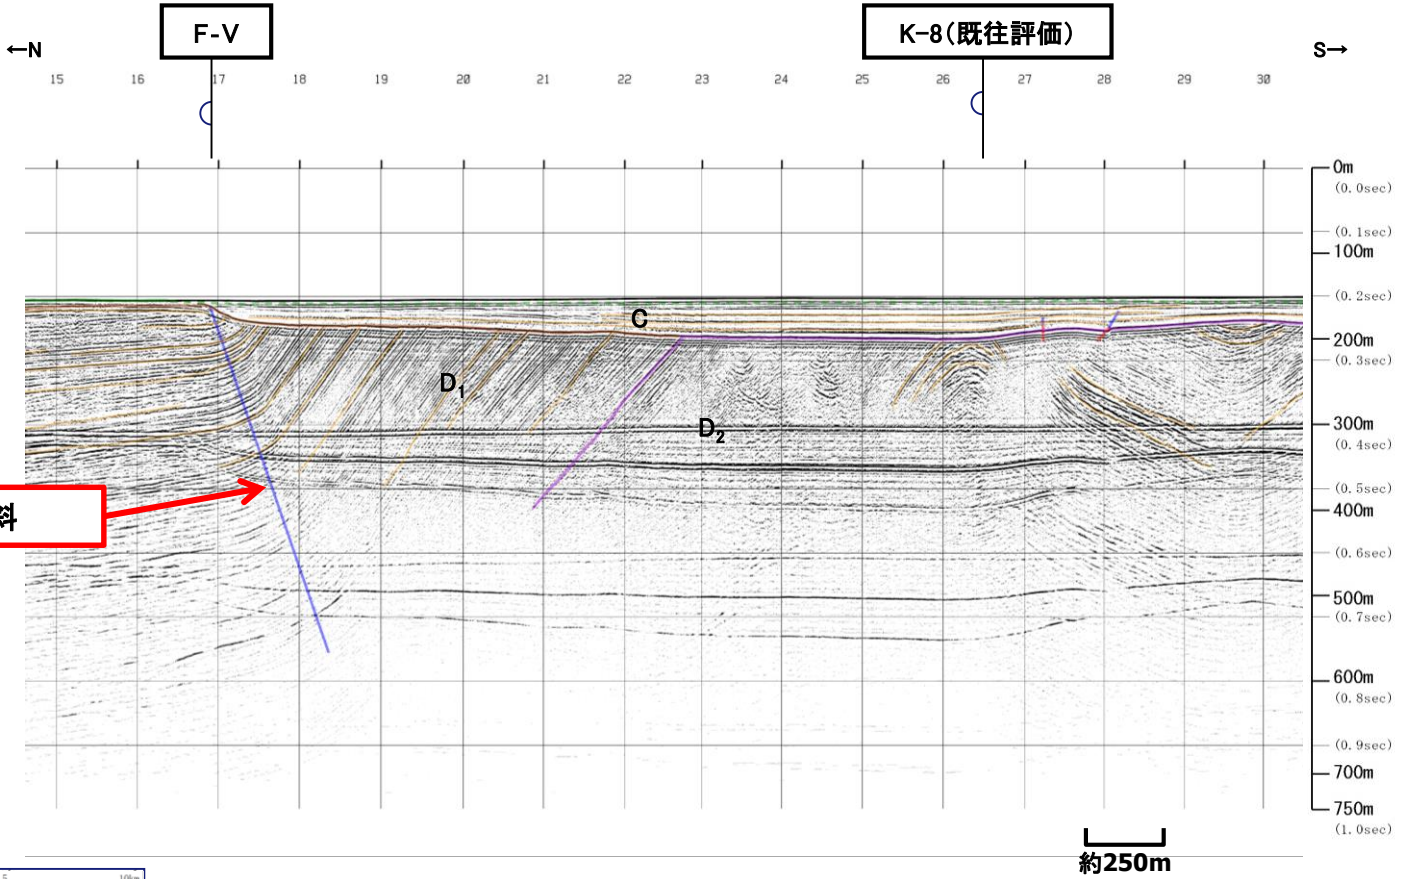 F-V
K-8(既往評価)
←N
S→
15 16 17 18 19 20 21 22 23 24 25 26 27 28 29 30
0m
(0.0sec)
(0.1sec)
100m
(0.2sec)
C
200m
(0.3sec)
D1
300m
D2
(0.4sec)
(0.5sec)
料
400m
(0.6sec)
500m
(0.7sec)
600m
(0.8sec)
(0.9sec)
700m
750m
(1.0sec)
約250m
5 10km